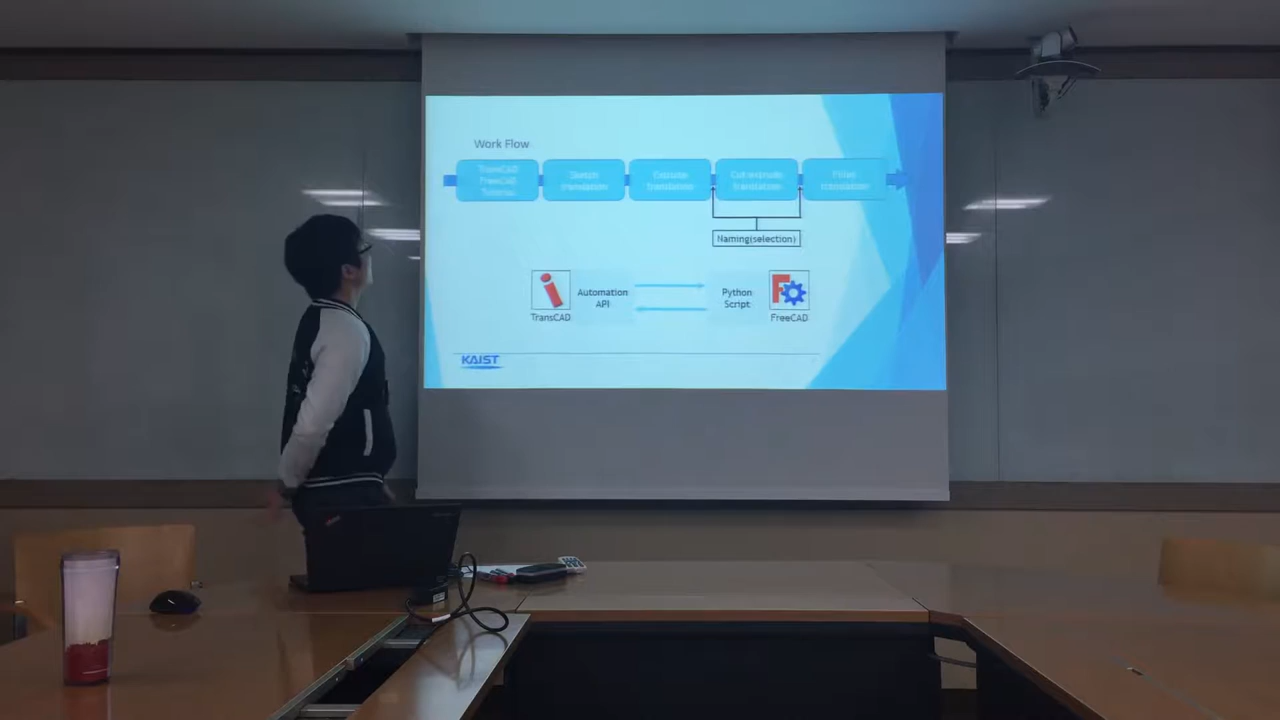 Work Flow
TransCAD
FreeCAD
Tutorial
Sketch
translation
Extrude
translation
Cut extrude
translation
Fillet
translation
Naming(selection)
Automation
API
TransCAD
Python
Script
FreeCAD
KAIST